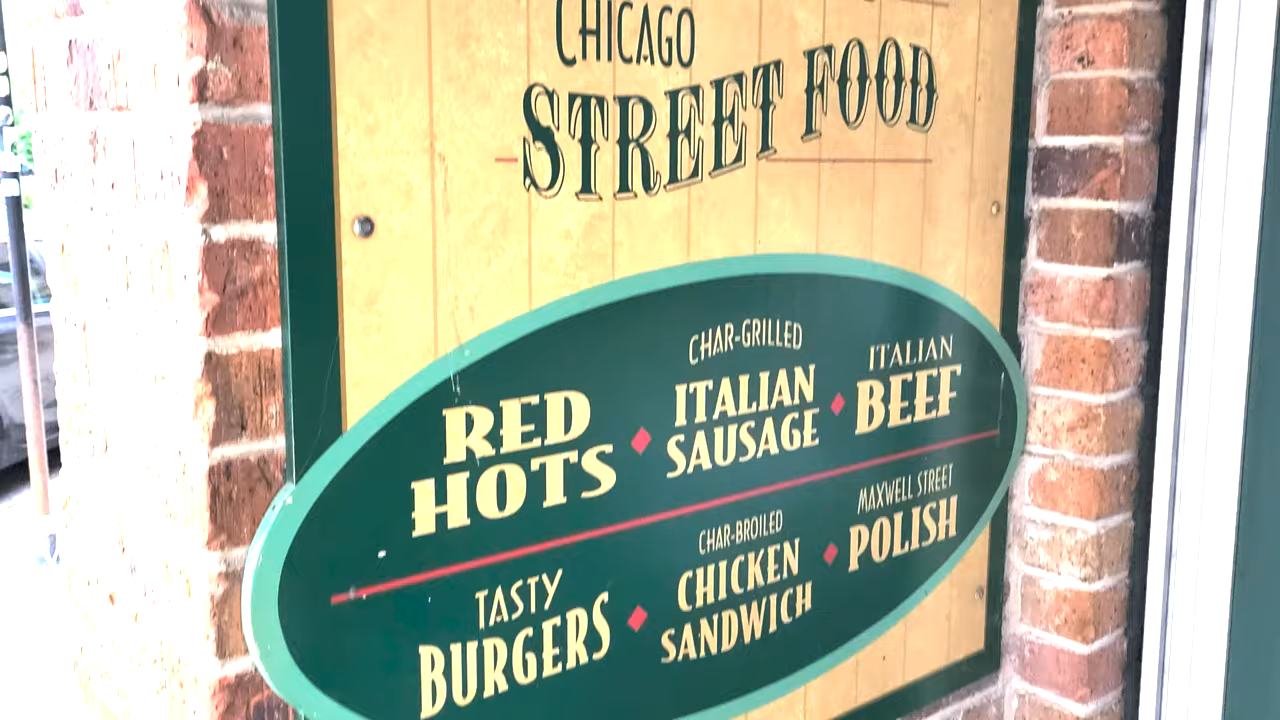 CHICAGO
STREET FOOD
RED
HOTS
CHAR-GRILLED
ITALIAN
SAUSAGE
ITALIAN
BEEF
TASTY
BURGERS
CHAR-BROILED
CHICKEN
SANDWICH
MAXWELL STREET
POLISH